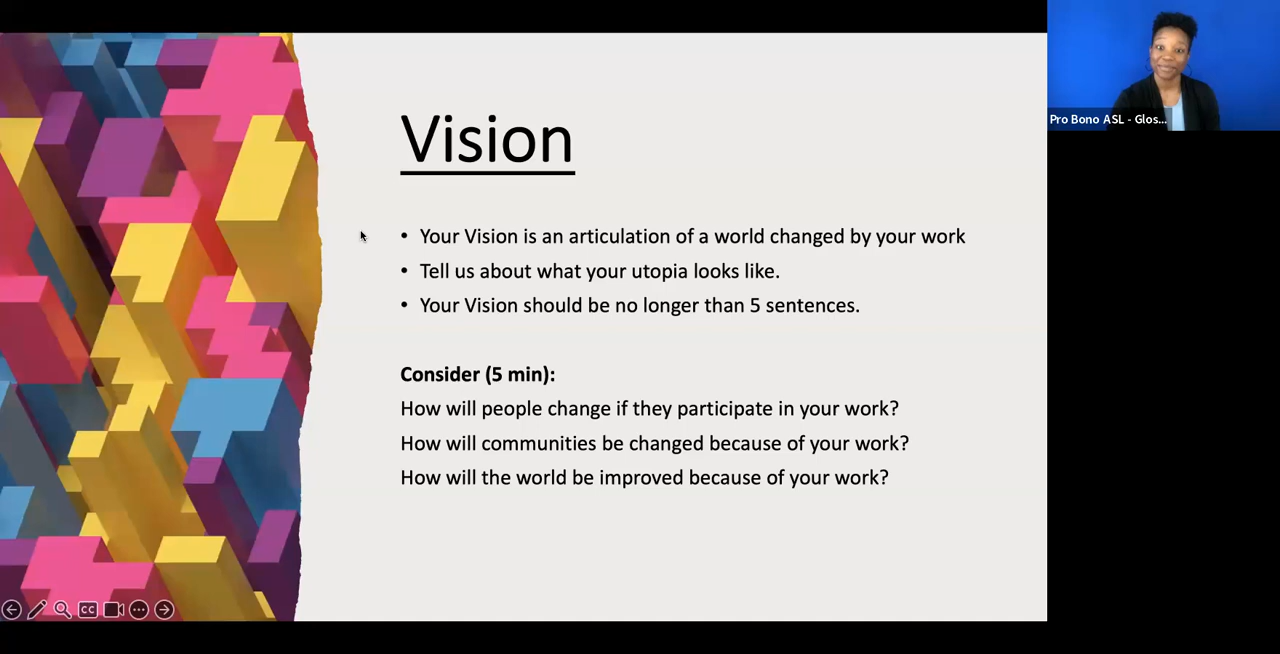 Vision
• Your Vision is an articulation of a world changed by your work
• Tell us about what your utopia looks like.
• Your Vision should be no longer than 5 sentences.
Consider (5 min):
How will people change if they participate in your work?
How will communities be changed because of your work?
How will the world be improved because of your work?
Pro Bono ASL - Glos...
CC